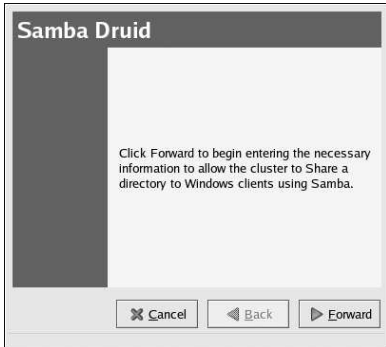 Samba Druid
Click Forward to begin entering the necessary
information to allow the cluster to Share a
directory to Windows clients using Samba.
Cancel
Back
Forward